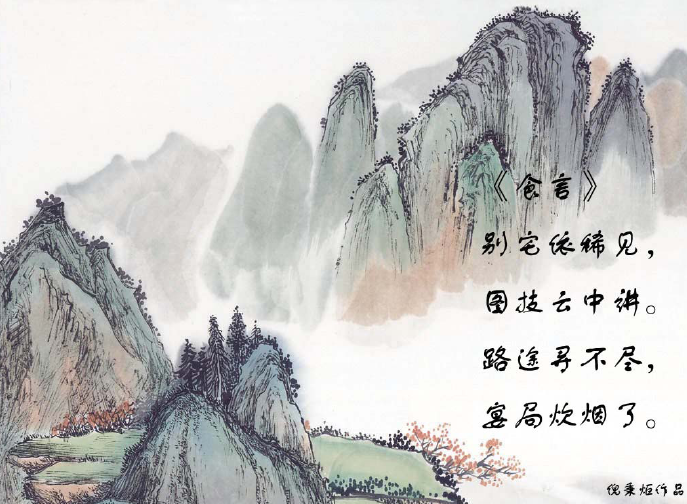 《食言》
别宅依稀见，
图技云中讲。
路途寻不尽，
宴局炊烟了。
倪秉炬作品